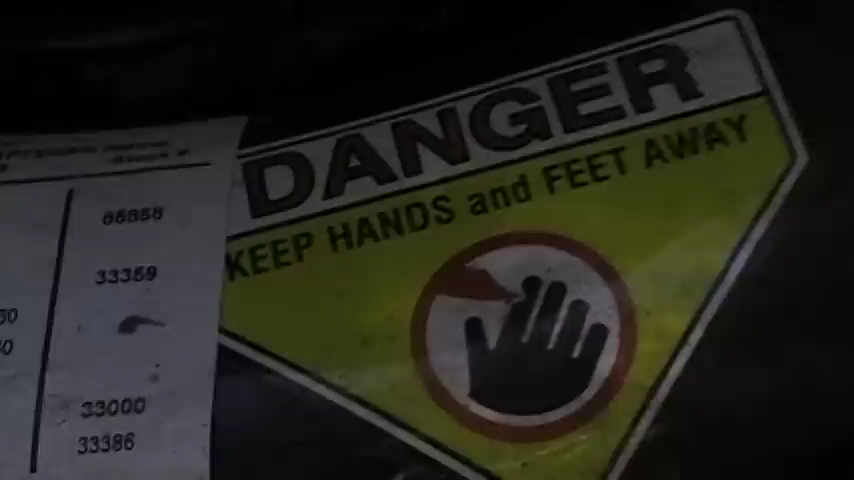 DANGER
KEEP HANDS and FEET AWAY
66858
33359
33000
33386